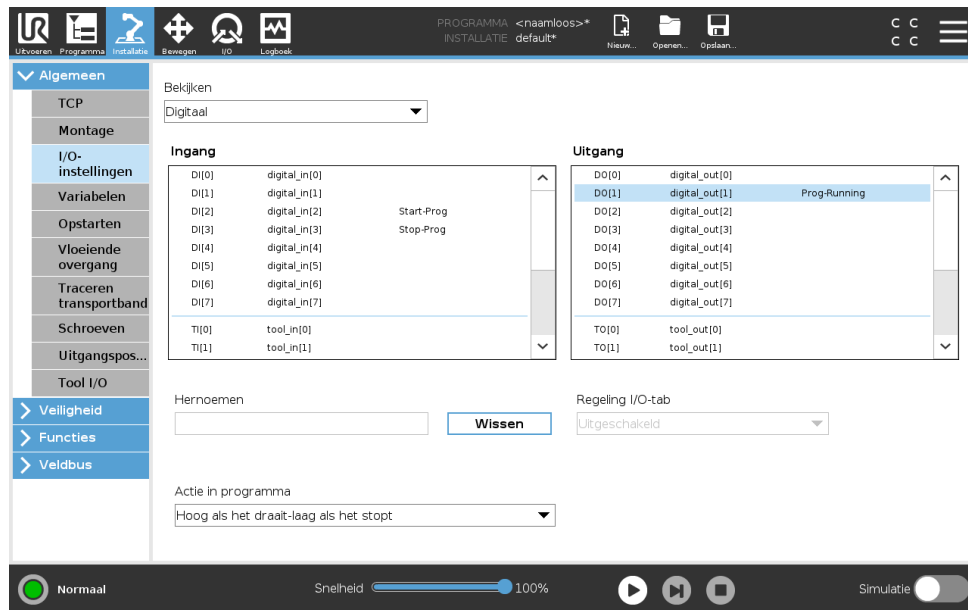 PROGRAMMA <naamloos>*
INSTALLATIE default*
Uitvoeren Programma Installatie Bewegen I/O Logboek Nieuw... Openen... Opslaan...
C C
C C
Algemeen
TCP
Montage
I/O-
instellingen
Variabelen
Opstarten
Vloeiende
overgang
Traceren
transportband
Schroeven
Uitgangspos...
Tool I/O
Veiligheid
Functies
Veldbus
Bekijken
Digitaal
Ingang
DI[0] digital_in[0]
DI[1] digital_in[1]
DI[2] digital_in[2] Start-Prog
DI[3] digital_in[3] Stop-Prog
DI[4] digital_in[4]
DI[5] digital_in[5]
DI[6] digital_in[6]
DI[7] digital_in[7]
TI[0] tool_in[0]
TI[1] tool_in[1]
Uitgang
DO[0] digital_out[0]
DO[1] digital_out[1] Prog-Running
DO[2] digital_out[2]
DO[3] digital_out[3]
DO[4] digital_out[4]
DO[5] digital_out[5]
DO[6] digital_out[6]
DO[7] digital_out[7]
TO[0] tool_out[0]
TO[1] tool_out[1]
Hernoemen
Wissen
Regeling I/O-tab
Uitgeschakeld
Actie in programma
Hoog als het draait-laag als het stopt
Normaal
Snelheid 100%
Simulatie